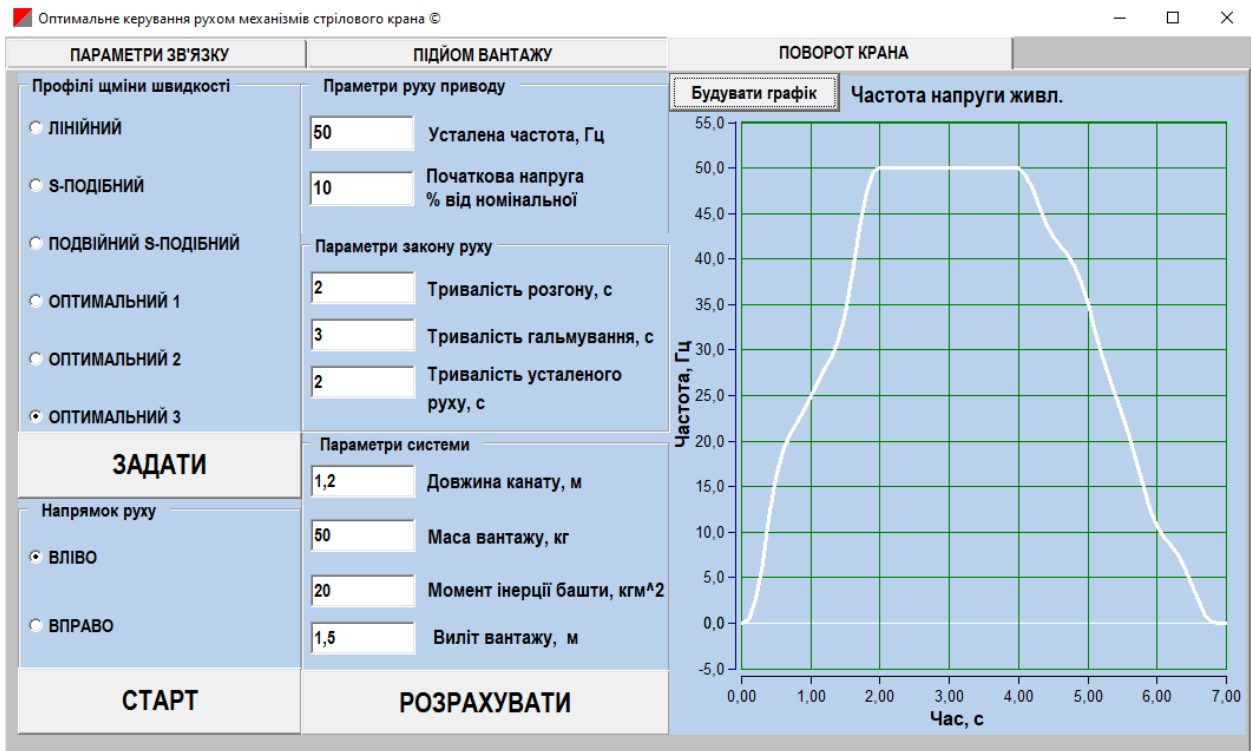 Оптимальне керування рухом механізмів стрілового крана ©
ПАРАМЕТРИ ЗВ'ЯЗКУ
ПІДЙОМ ВАНТАЖУ
ПОВОРОТ КРАНА
Профілі щміни швидкості
ЛІНІЙНИЙ
S-ПОДІБНИЙ
ПОДВІЙНИЙ S-ПОДІБНИЙ
ОПТИМАЛЬНИЙ 1
ОПТИМАЛЬНИЙ 2
ОПТИМАЛЬНИЙ 3
ЗАДАТИ
Напрямок руху
ВЛІВО
ВПРАВО
СТАРТ
Праметри руху приводу
50 Усталена частота, Гц
10 Початкова напруга
% від номінальної
Параметри закону руху
2 Тривалість розгону, с
3 Тривалість гальмування, с
2 Тривалість усталеного
руху, с
Параметри системи
1,2 Довжина канату, м
50 Маса вантажу, кг
20 Момент інерції башти, кгм^2
1,5 Виліт вантажу, м
РОЗРАХУВАТИ
Будувати графік
Частота напруги живл.
55,0
50,0
45,0
40,0
35,0
30,0
25,0
20,0
15,0
10,0
5,0
0,0
-5,0
Частота, Гц
0,00 1,00 2,00 3,00 4,00 5,00 6,00 7,00
Час, с